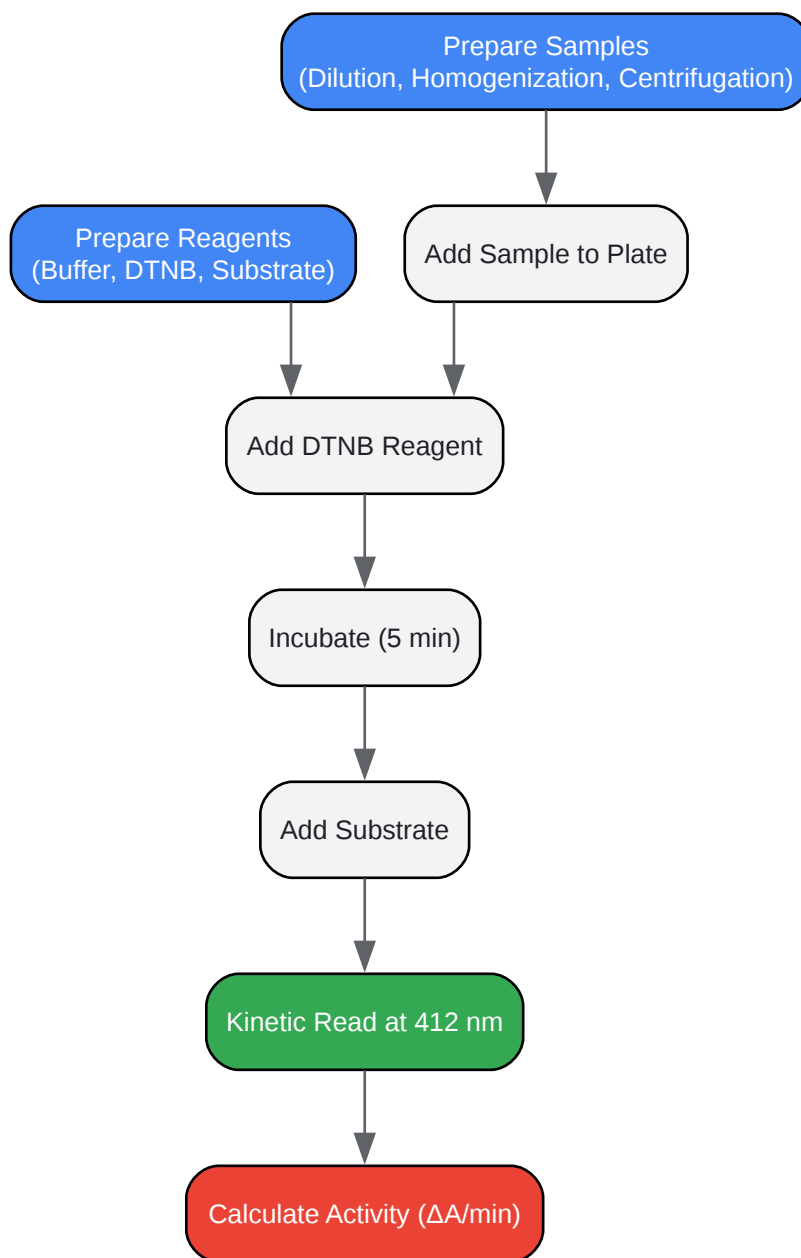 Prepare Samples
(Dilution, Homogenization, Centrifugation)
Prepare Reagents
(Buffer, DTNB, Substrate)
Add Sample to Plate
Add DTNB Reagent
Incubate (5 min)
Add Substrate
Kinetic Read at 412 nm
Calculate Activity (ΔA/min)